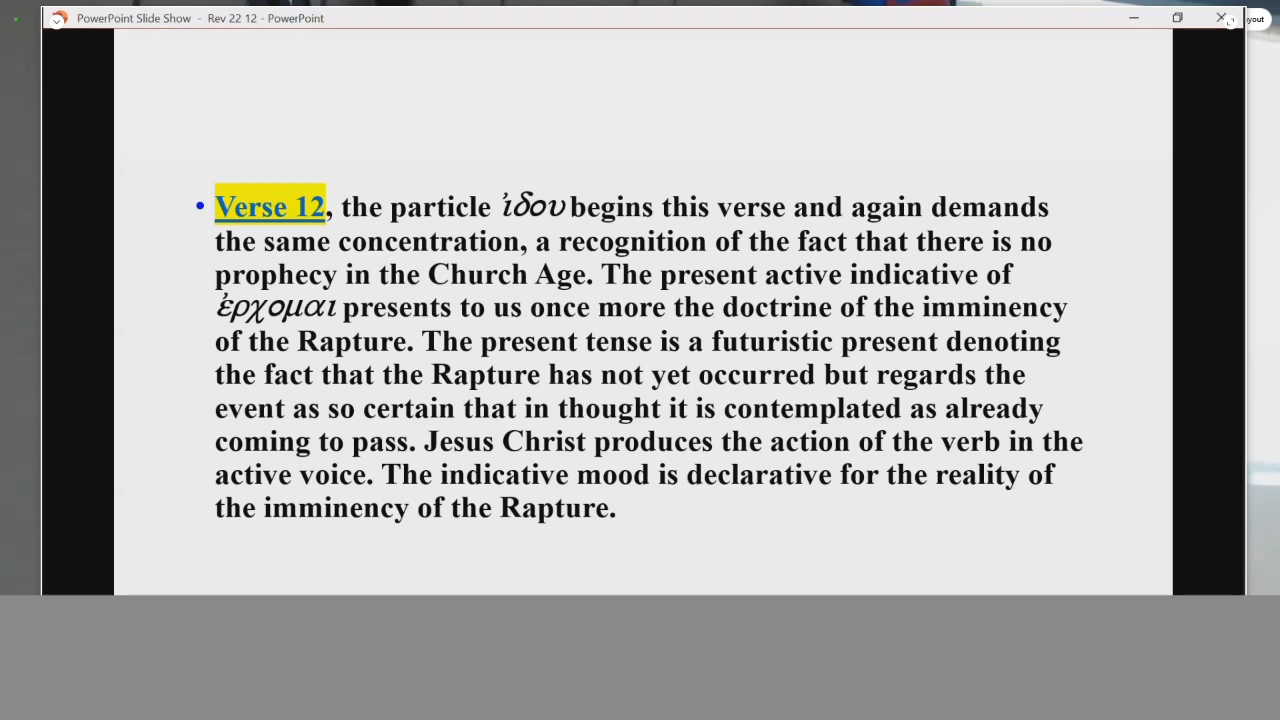 PowerPoint Slide Show - Rev 22 12 - PowerPoint
yout
• Verse 12, the particle ἰδου begins this verse and again demands
the same concentration, a recognition of the fact that there is no
prophecy in the Church Age. The present active indicative of
ἐρχομαι presents to us once more the doctrine of the imminency
of the Rapture. The present tense is a futuristic present denoting
the fact that the Rapture has not yet occurred but regards the
event as so certain that in thought it is contemplated as already
coming to pass. Jesus Christ produces the action of the verb in the
active voice. The indicative mood is declarative for the reality of
the imminency of the Rapture.